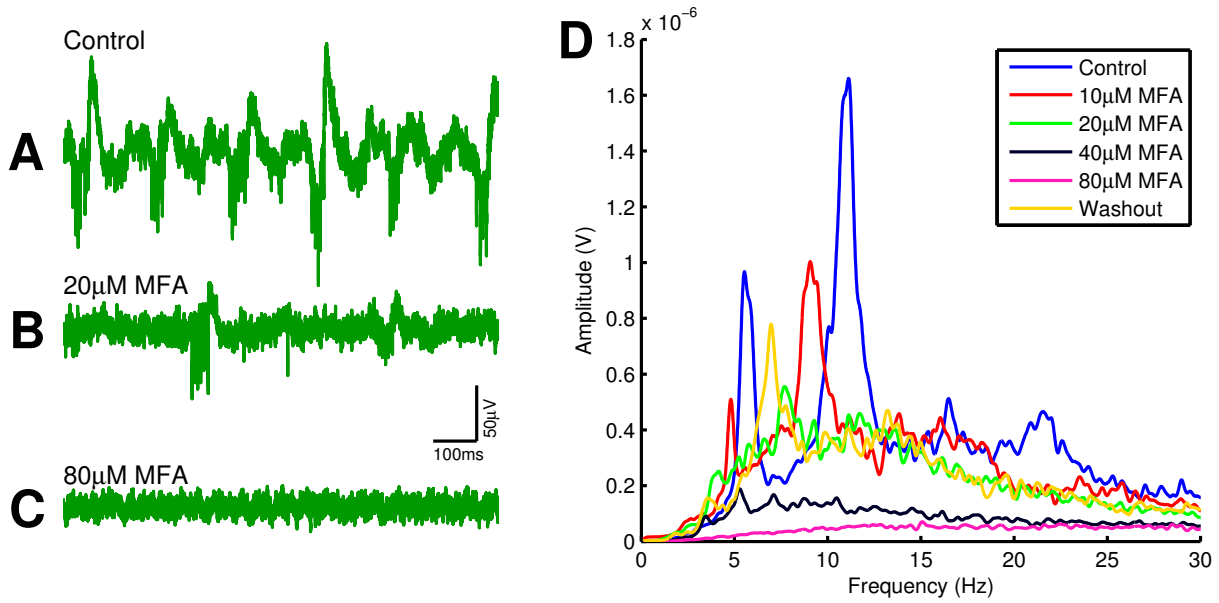 A
Control
B
20μM MFA
50μV
100ms
C
80μM MFA
D
x 10⁻⁶
1.8
1.6
1.4
1.2
1
0.8
0.6
0.4
0.2
0
Amplitude (V)
0 5 10 15 20 25 30
Frequency (Hz)
Control
10μM MFA
20μM MFA
40μM MFA
80μM MFA
Washout